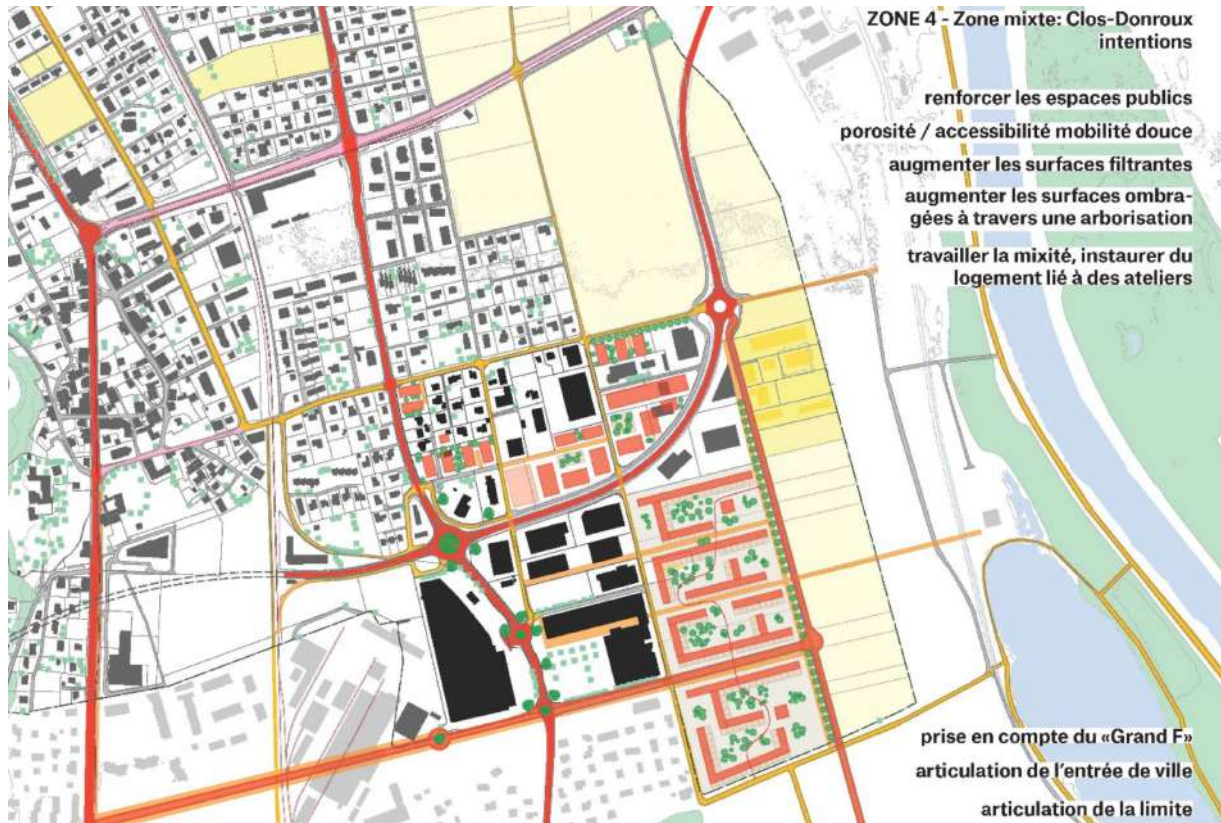 ZONE 4 - Zone mixte: Clos-Donroux
intentions
renforcer les espaces publics
porosité / accessibilité mobilité douce
augmenter les surfaces filtrantes
augmenter les surfaces ombra-
gées à travers une arborisation
travailler la mixité, instaurer du
logement lié à des ateliers
prise en compte du «Grand F»
articulation de l'entrée de ville
articulation de la limite